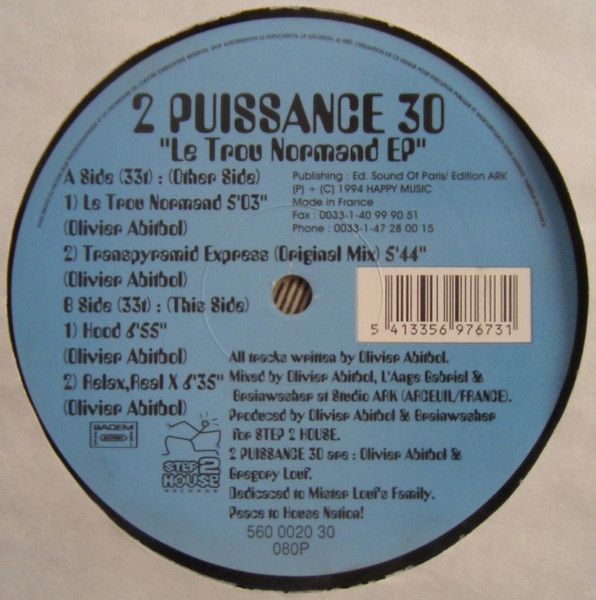 2 PUISSANCE 30
"Le Trou Normand EP"
A Side (33t) : (Other Side)
1) Le Trou Normand 5'03"
(Olivier Abitbol)
2) Transpyramid Express (Original Mix) 5'44"
(Olivier Abitbol)
B Side (33t) : (This Side)
1) Hood 6'55"
(Olivier Abitbol)
2) Relax,Real X 6'35"
(Olivier Abitbol)
Publishing : Ed. Sound Of Paris/ Edition ARK
(P) + (C) 1994 HAPPY MUSIC
Made in France
Fax : 0033-1-40 99 90 51
Phone : 0033-1-47 28 00 15
5 413356 976731
All tracks written by Olivier Abitbol.
Mixed by Olivier Abitbol, L'Ange Gabriel &
Brainwasher at Studio ARK (ARCEUIL/FRANCE).
Produced by Olivier Abitbol & Brainwasher
for STEP 2 HOUSE.
2 PUISSANCE 30 are : Olivier Abitbol &
Gregory Louf.
Dedicaced to Mister Louf's Family.
Peace to House Nation!
SACEM
STEP 2
HOUSE
RECORDS
560 0020 30
080P